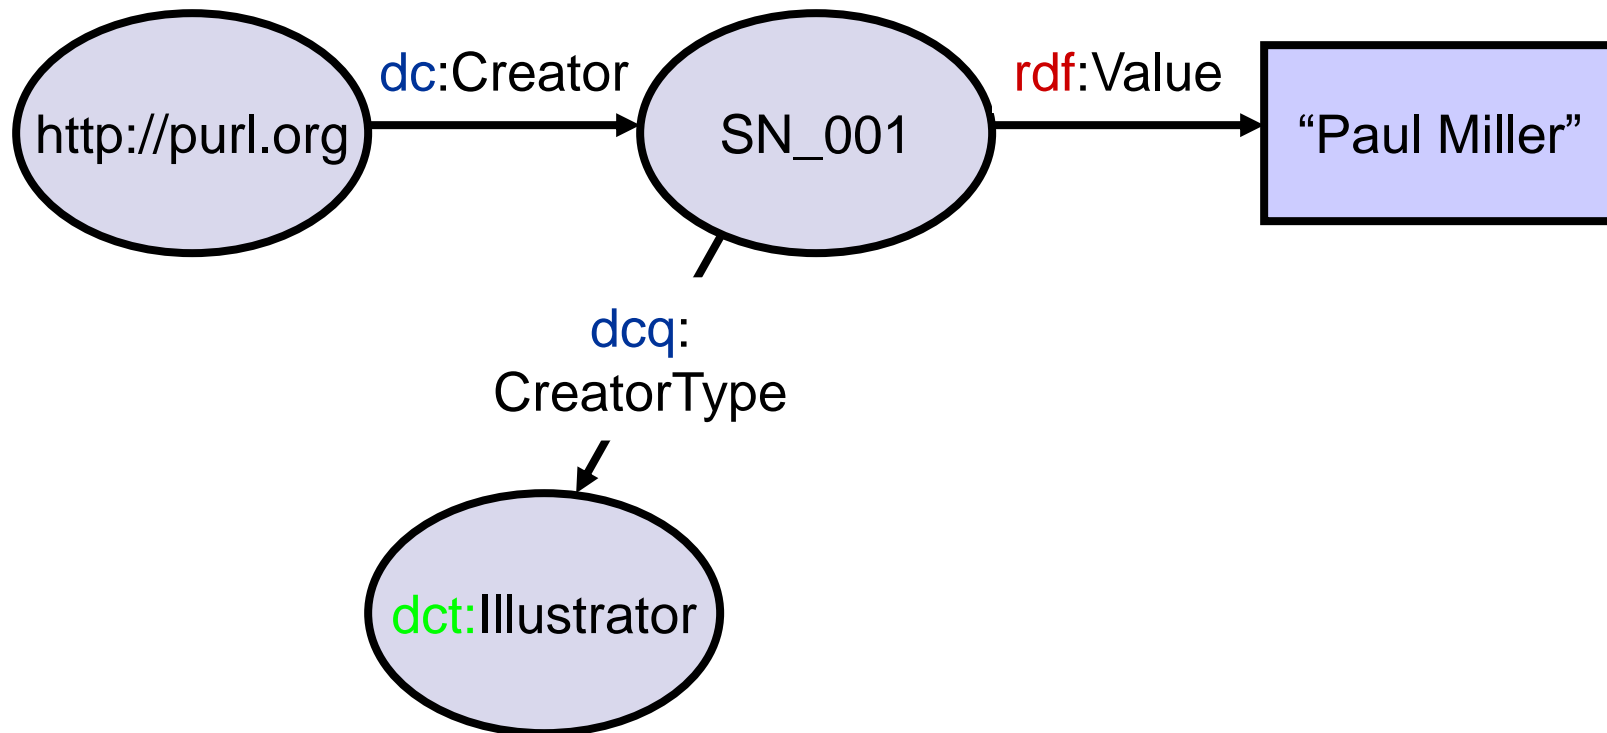 dc:Creator
rdf:Value
http://purl.org
SN_001
“Paul Miller”
dcq:
CreatorType
dct:Illustrator